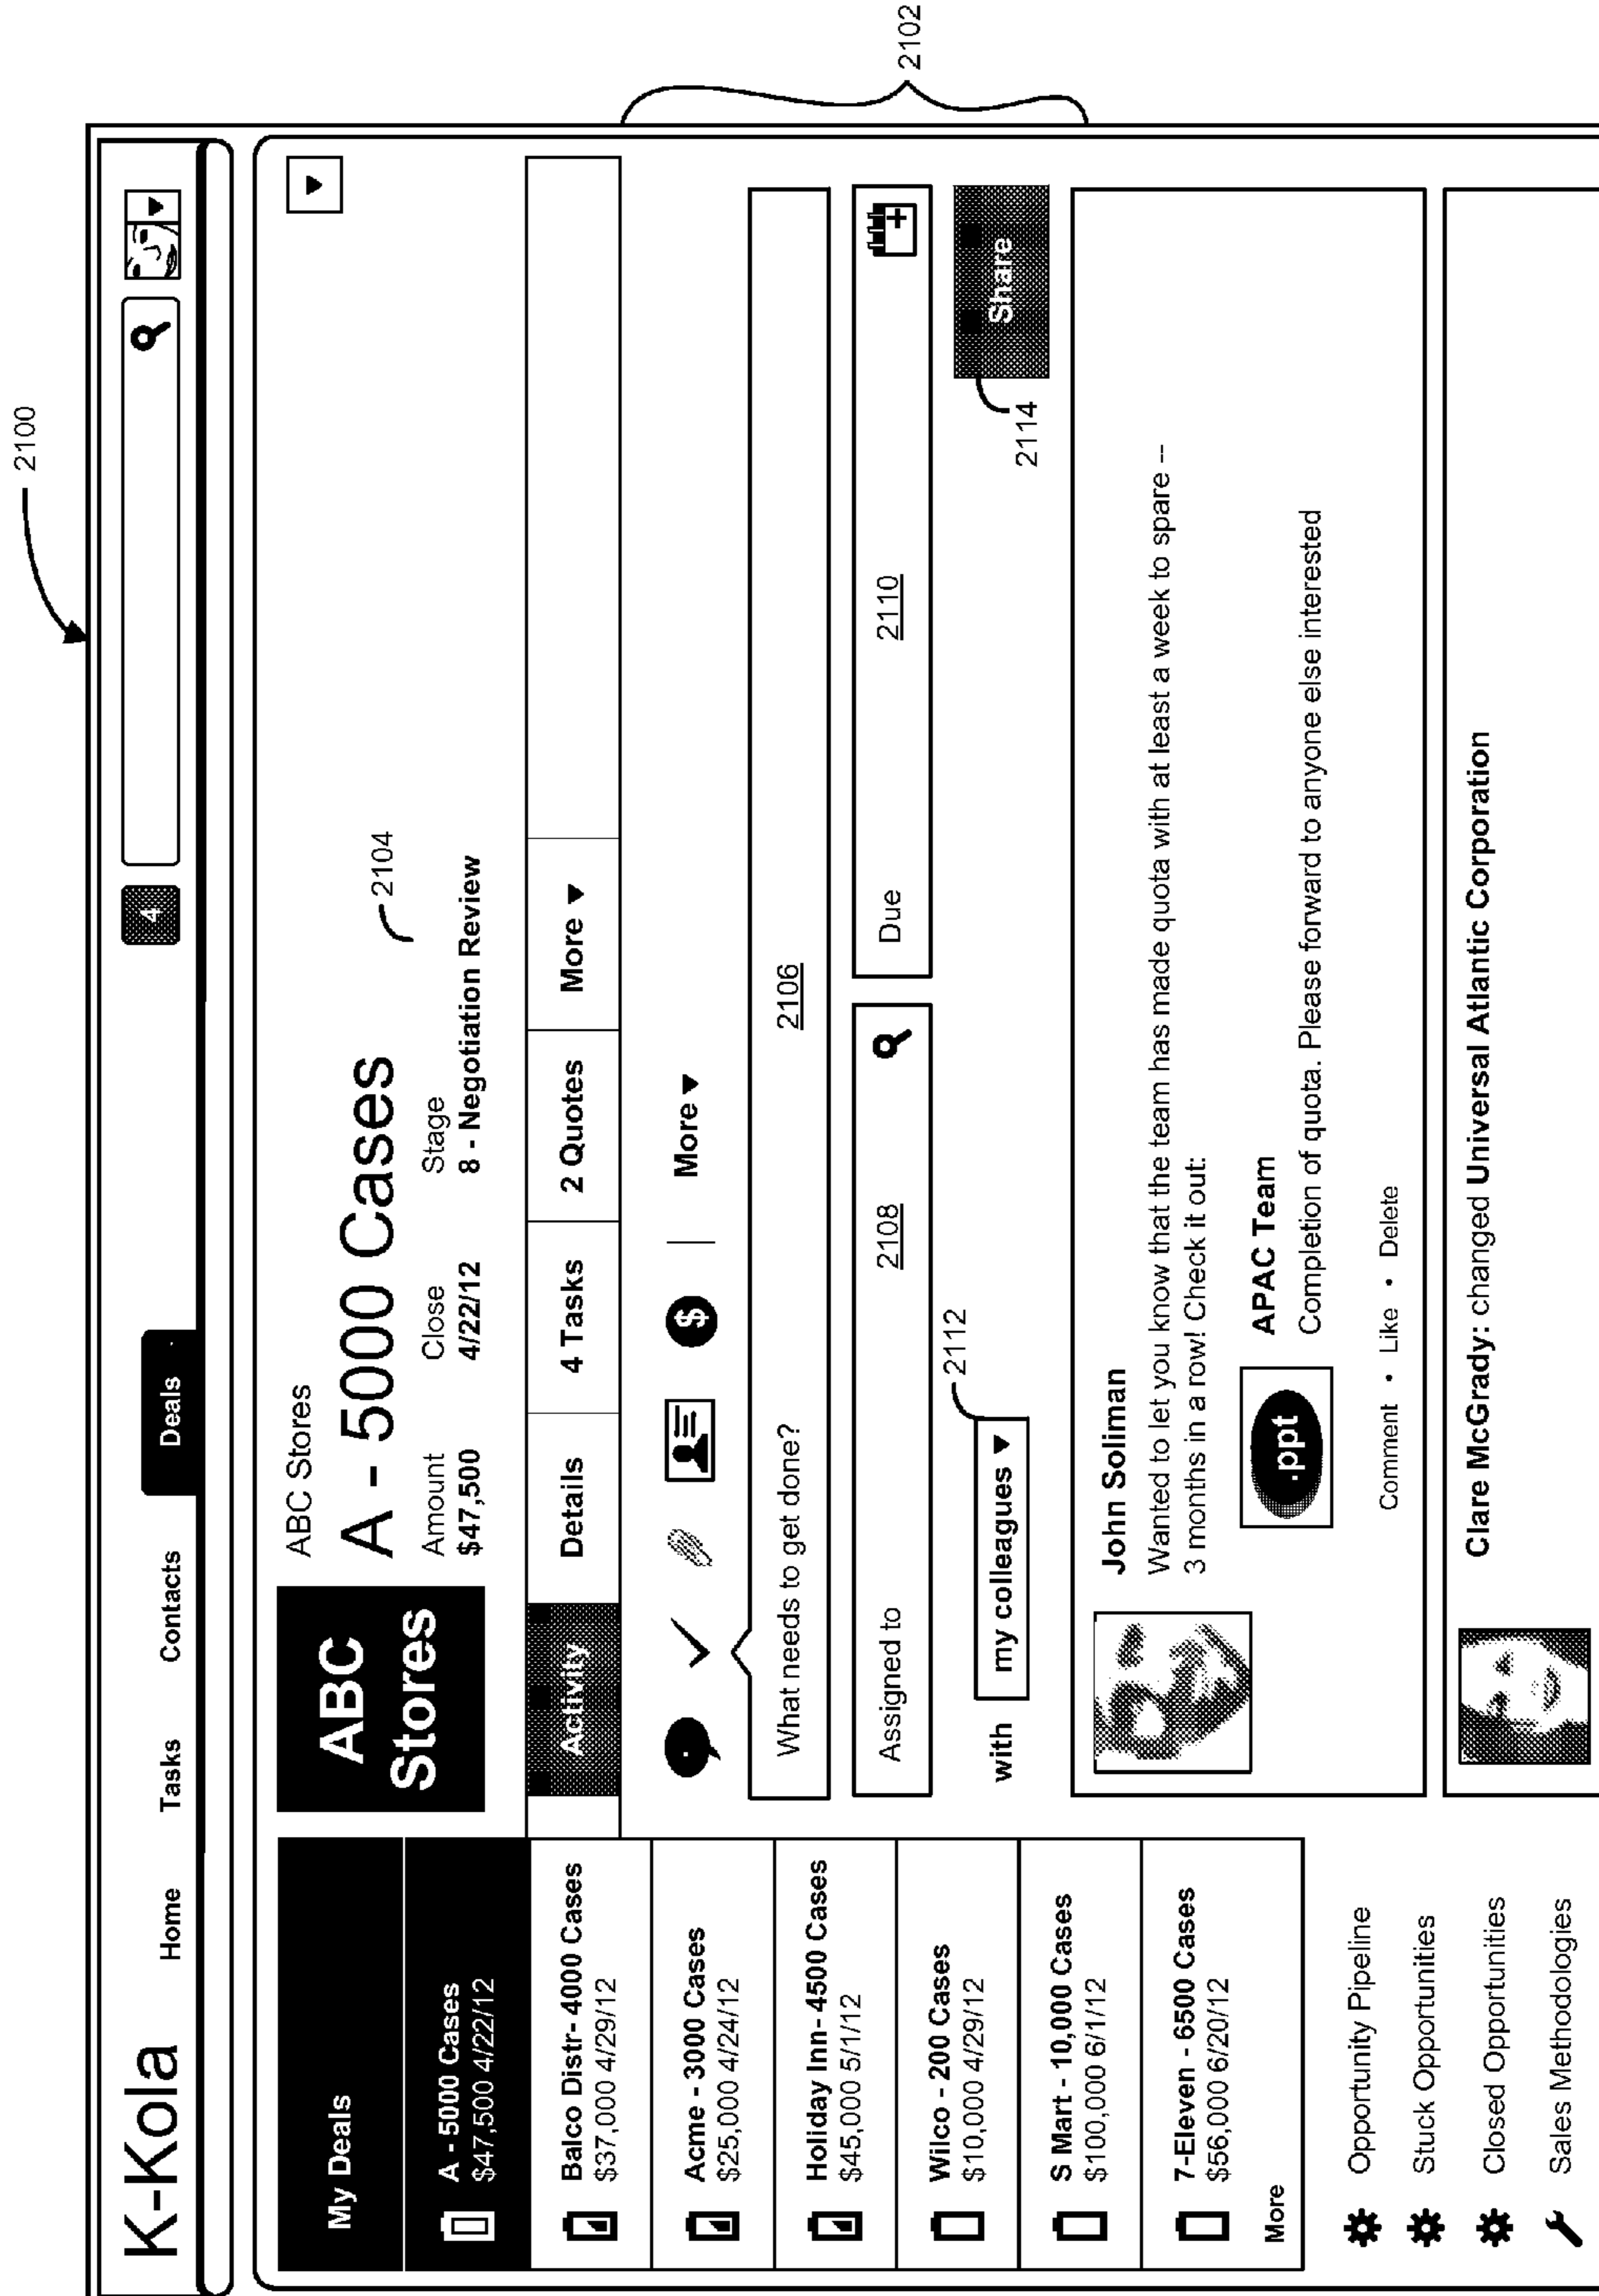 2100
K-Kola
Home
Tasks
Contacts
Deals
4
My Deals
A - 5000 Cases
$47,500 4/22/12
Balco Distr- 4000 Cases
$37,000 4/29/12
Acme - 3000 Cases
$25,000 4/24/12
Holiday Inn- 4500 Cases
$45,000 5/1/12
Wilco - 200 Cases
$10,000 4/29/12
S Mart - 10,000 Cases
$100,000 6/1/12
7-Eleven - 6500 Cases
$56,000 6/20/12
More
Opportunity Pipeline
Stuck Opportunities
Closed Opportunities
Sales Methodologies
ABC
Stores
ABC Stores
A - 5000 Cases
2104
Amount Close Stage
$47,500 4/22/12 8 - Negotiation Review
Activity Details 4 Tasks 2 Quotes More
2102
$ More
What needs to get done? 2106
Assigned to 2108
Due 2110
2112
with my colleagues
Share
2114
John Soliman
Wanted to let you know that the team has made quota with at least a week to spare --
3 months in a row! Check it out:
.ppt
APAC Team
Completion of quota. Please forward to anyone else interested
Comment • Like • Delete
Clare McGrady: changed Universal Atlantic Corporation